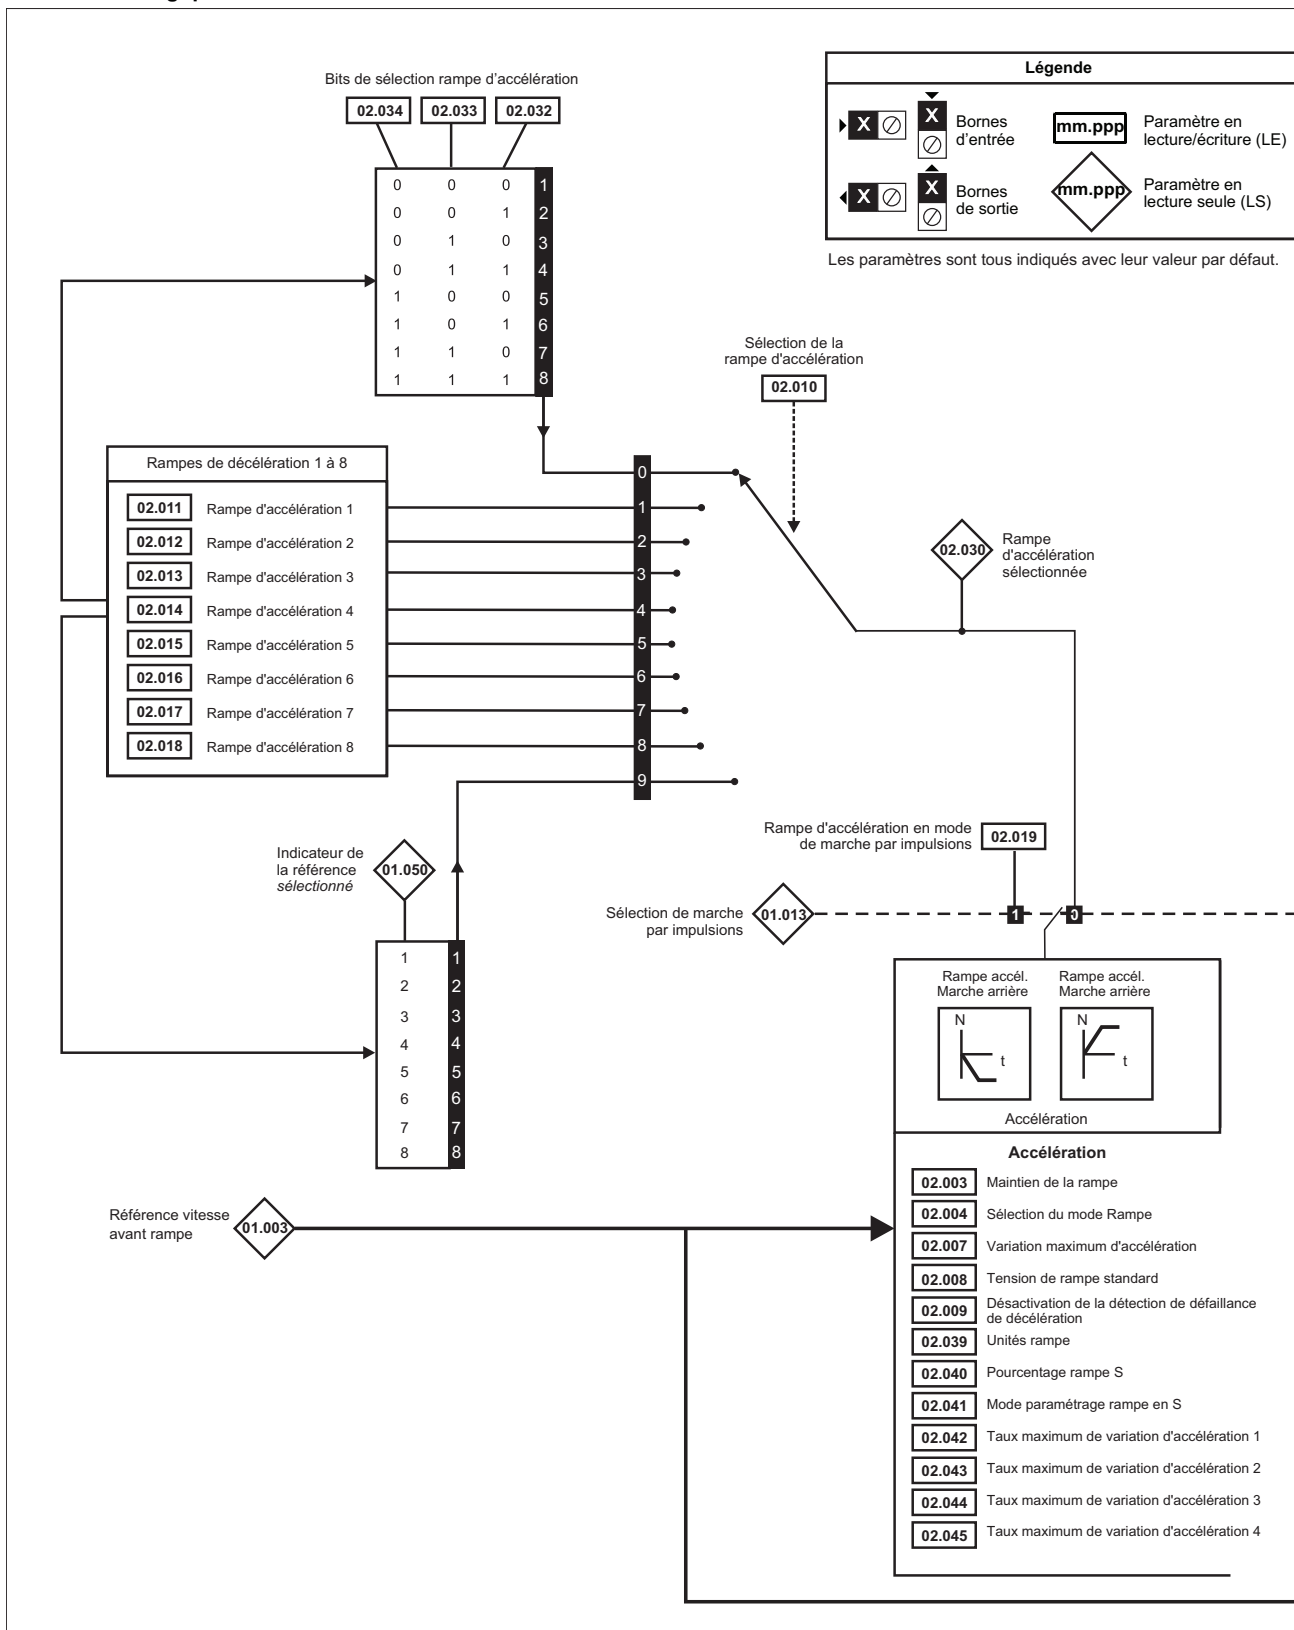 Bits de sélection rampe d'accélération
02.034 02.033 02.032
0 0 0 1
0 0 1 2
0 1 0 3
0 1 1 4
1 0 0 5
1 0 1 6
1 1 0 7
1 1 1 8
Légende
X X Bornes d'entrée
mm.ppp Paramètre en lecture/écriture (LE)
X X Bornes de sortie
mm.ppp Paramètre en lecture seule (LS)
Les paramètres sont tous indiqués avec leur valeur par défaut.
Sélection de la
rampe d'accélération
02.010
Rampes de décélération 1 à 8
02.011 Rampe d'accélération 1
02.012 Rampe d'accélération 2
02.013 Rampe d'accélération 3
02.014 Rampe d'accélération 4
02.015 Rampe d'accélération 5
02.016 Rampe d'accélération 6
02.017 Rampe d'accélération 7
02.018 Rampe d'accélération 8
0
1
2
3
4
5
6
7
8
9
02.030 Rampe
d'accélération
sélectionnée
Rampe d'accélération en mode
de marche par impulsions
02.019
Indicateur de
la référence
sélectionné
01.050
Sélection de marche
par impulsions
01.013
1 0
1 1
2 2
3 3
4 4
5 5
6 6
7 7
8 8
Rampe accél.
Marche arrière
N
t
Rampe accél.
Marche arrière
N
t
Accélération
Référence vitesse
avant rampe
01.003
Accélération
02.003 Maintien de la rampe
02.004 Sélection du mode Rampe
02.007 Variation maximum d'accélération
02.008 Tension de rampe standard
02.009 Désactivation de la détection de défaillance
de décélération
02.039 Unités rampe
02.040 Pourcentage rampe S
02.041 Mode paramétrage rampe en S
02.042 Taux maximum de variation d'accélération 1
02.043 Taux maximum de variation d'accélération 2
02.044 Taux maximum de variation d'accélération 3
02.045 Taux maximum de variation d'accélération 4